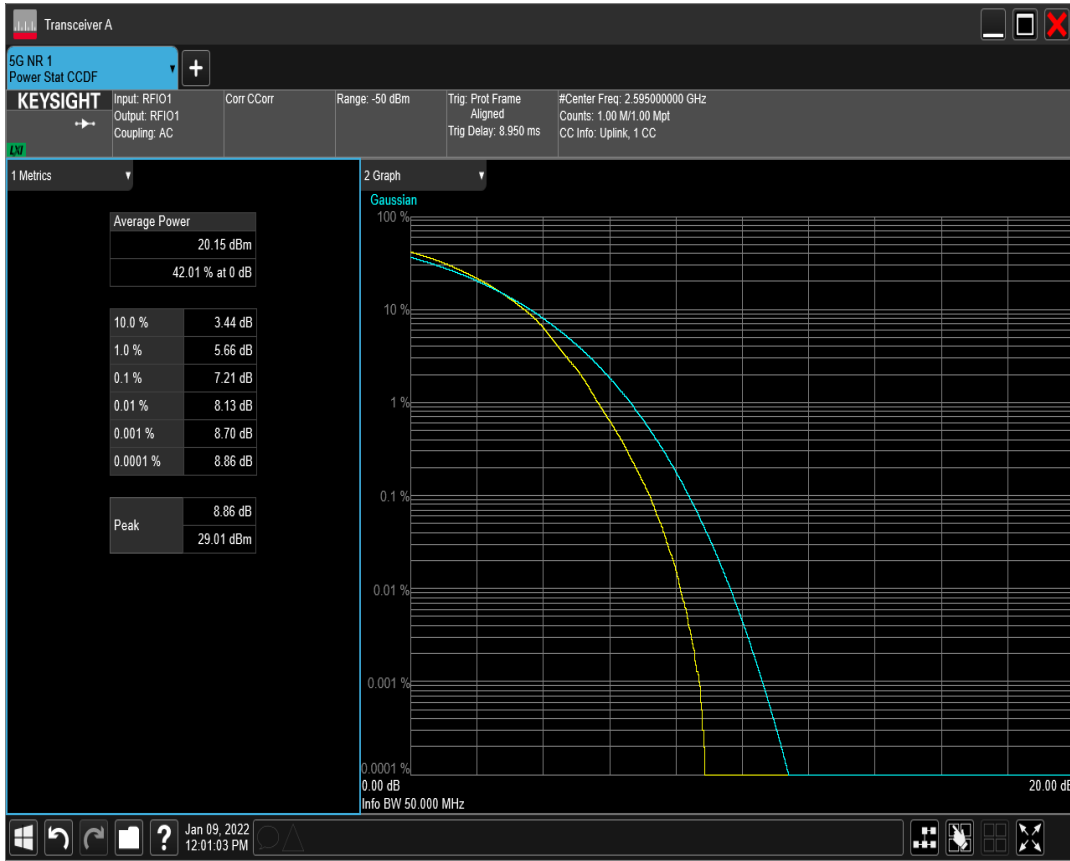 Transceiver A
5G NR 1
Power Stat CCDF
+
KEYSIGHT
LXI
Input: RFIO1
Output: RFIO1
Coupling: AC
Corr CCorr
Range: -50 dBm
Trig: Prot Frame
Aligned
Trig Delay: 8.950 ms
#Center Freq: 2.595000000 GHz
Counts: 1.00 M/1.00 Mpt
CC Info: Uplink, 1 CC
1 Metrics
Average Power
20.15 dBm
42.01 % at 0 dB
10.0 % 3.44 dB
1.0 % 5.66 dB
0.1 % 7.21 dB
0.01 % 8.13 dB
0.001 % 8.70 dB
0.0001 % 8.86 dB
Peak 8.86 dB
29.01 dBm
2 Graph
Gaussian
100 %
10 %
1 %
0.1 %
0.01 %
0.001 %
0.0001 %
0.00 dB 20.00 dB
Info BW 50.000 MHz
? Jan 09, 2022
12:01:03 PM